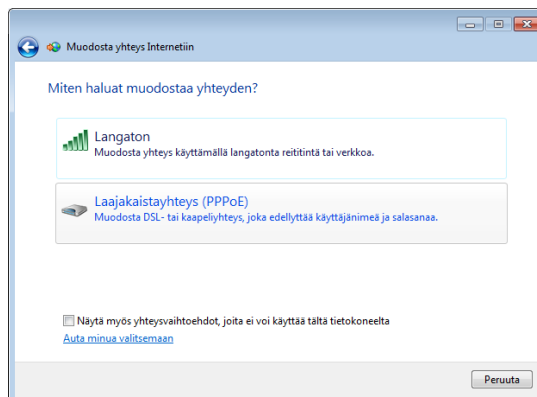 Muodosta yhteys Internetiin
Miten haluat muodostaa yhteyden?
Langaton
Muodosta yhteys käyttämällä langatonta reititintä tai verkkoa.
Laajakaistayhteys (PPPoE)
Muodosta DSL- tai kaapeliyhteys, joka edellyttää käyttäjänimeä ja salasanaa.
Näytä myös yhteysvaihtoehdot, joita ei voi käyttää tältä tietokoneelta
Auta minua valitsemaan
Peruuta